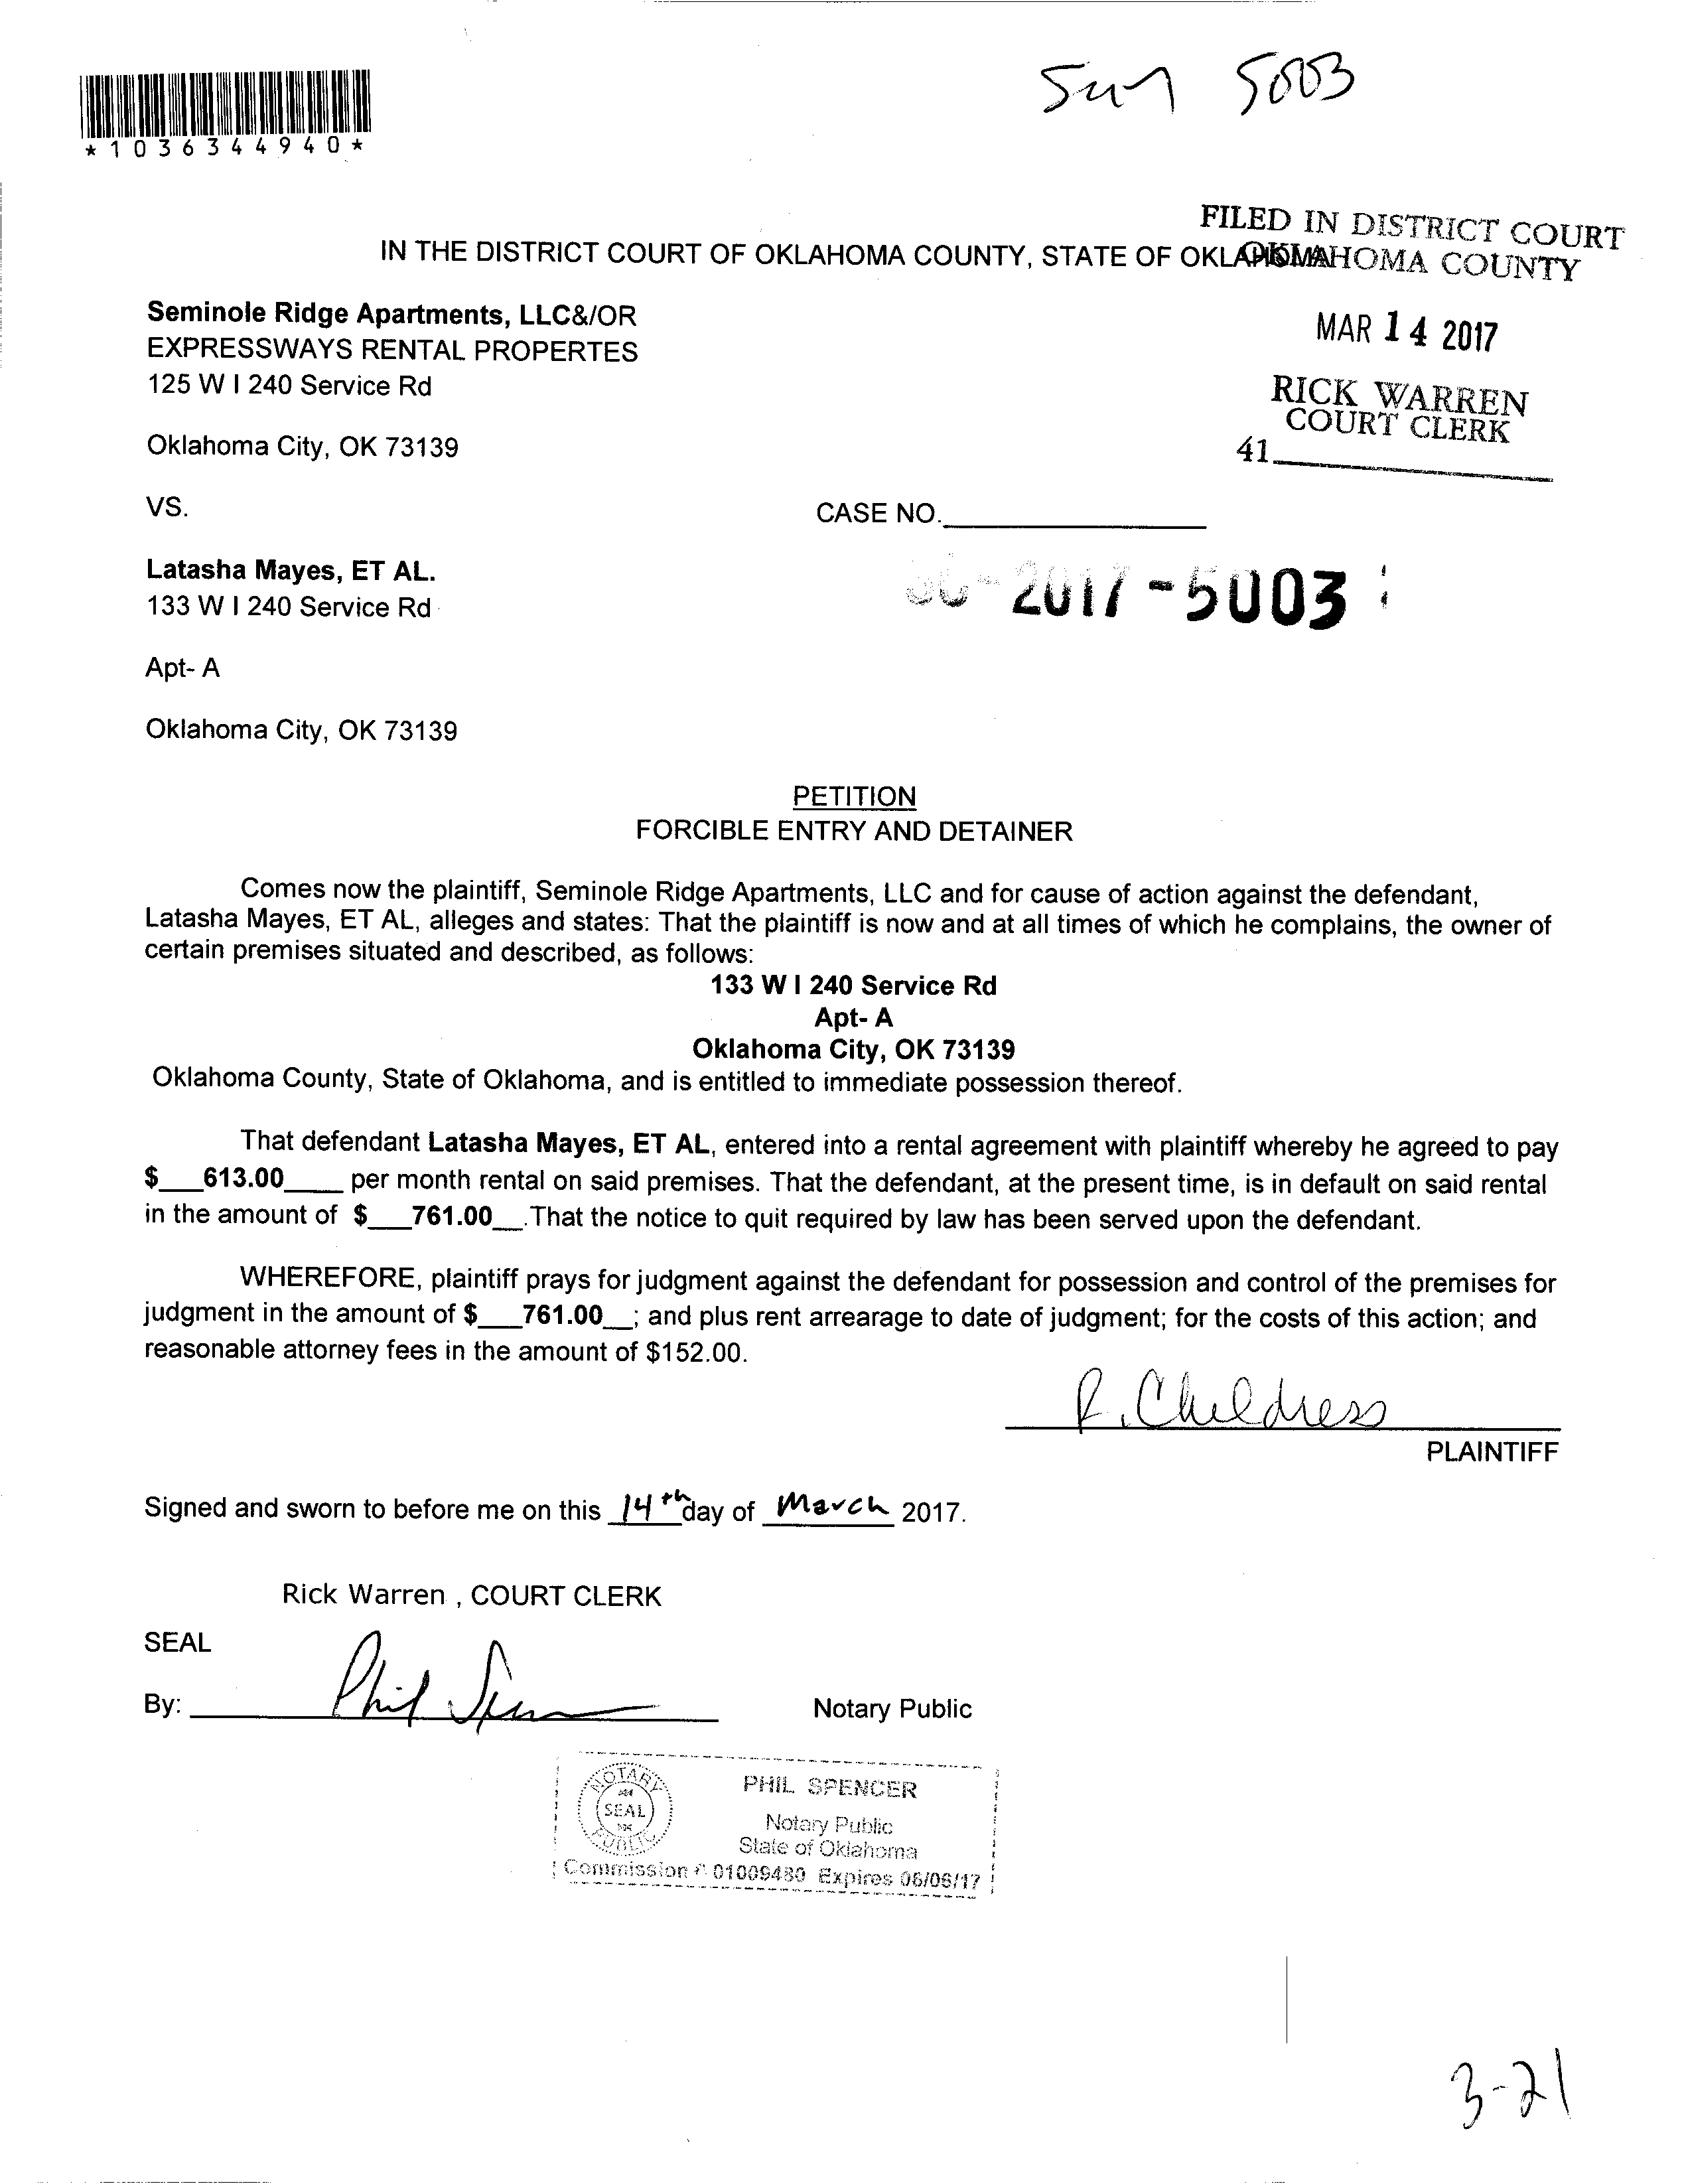 5003
*1036344940*
FILED IN DISTRICT COURT
OKLAHOMA COUNTY
IN THE DISTRICT COURT OF OKLAHOMA COUNTY, STATE OF OKLAHOMA
Seminole Ridge Apartments, LLC&/OR
EXPRESSWAYS RENTAL PROPERTES
MAR 14 2017
125 W I 240 Service Rd
RICK WARREN
COURT CLERK
Oklahoma City, OK 73139
41
VS.
CASE NO.
Latasha Mayes, ET AL.
2017-5003
133 W I 240 Service Rd
Apt- A
Oklahoma City, OK 73139
PETITION
FORCIBLE ENTRY AND DETAINER
Comes now the plaintiff, Seminole Ridge Apartments, LLC and for cause of action against the defendant,
Latasha Mayes, ET AL, alleges and states: That the plaintiff is now and at all times of which he complains, the owner of
certain premises situated and described, as follows:
133 W I 240 Service Rd
Apt- A
Oklahoma City, OK 73139
Oklahoma County, State of Oklahoma, and is entitled to immediate possession thereof.
That defendant Latasha Mayes, ET AL, entered into a rental agreement with plaintiff whereby he agreed to pay
$___613.00____ per month rental on said premises. That the defendant, at the present time, is in default on said rental
in the amount of $___761.00__.That the notice to quit required by law has been served upon the defendant.
WHEREFORE, plaintiff prays for judgment against the defendant for possession and control of the premises for
judgment in the amount of $___761.00__; and plus rent arrearage to date of judgment; for the costs of this action; and
reasonable attorney fees in the amount of $152.00.
R. Childress
PLAINTIFF
Signed and sworn to before me on this 14th day of March 2017.
Rick Warren , COURT CLERK
SEAL
By: Phil Spencer Notary Public
NOTARY
SEAL
PUBLIC
PHIL SPENCER
Notary Public
State of Oklahoma
Commission # 01009480 Expires 06/06/17
3-21